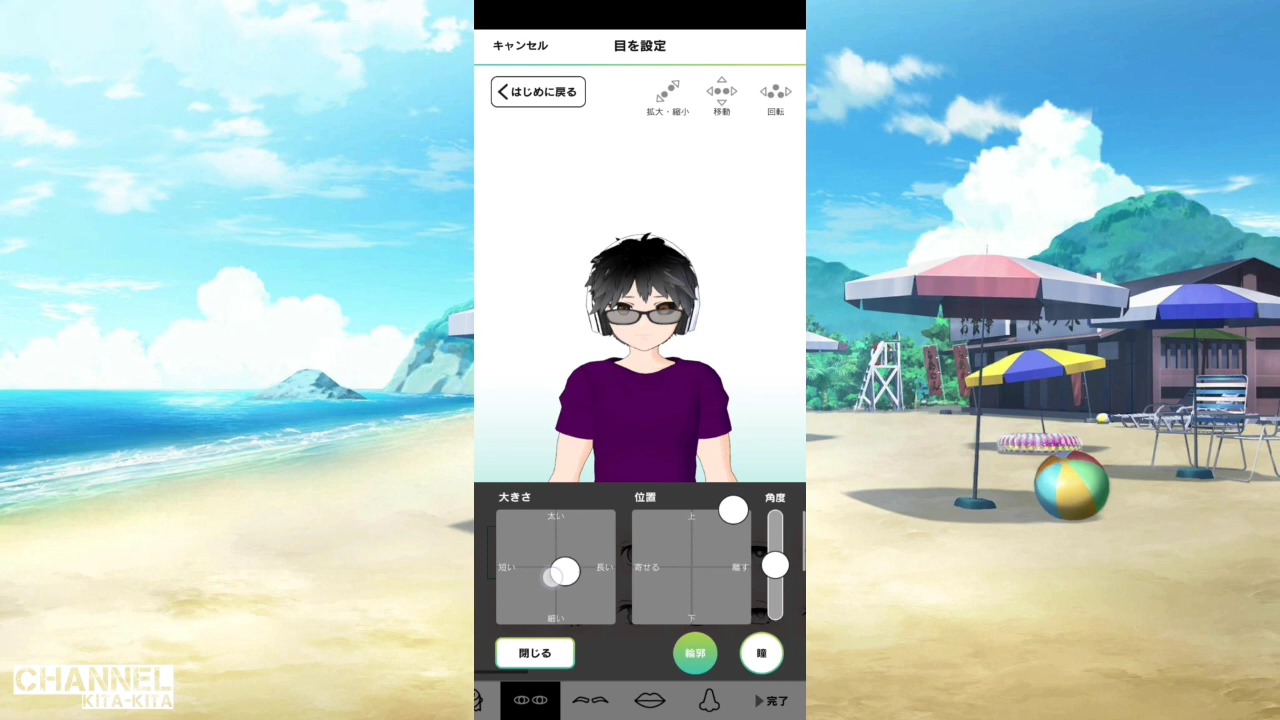 キャンセル
目を設定
はじめに戻る
拡大・縮小
移動
回転
大きさ
位置
角度
太い
短い
長い
細い
上
寄せる
離す
下
閉じる
輪郭
瞳
完了
CHANNEL
KITA-KITA